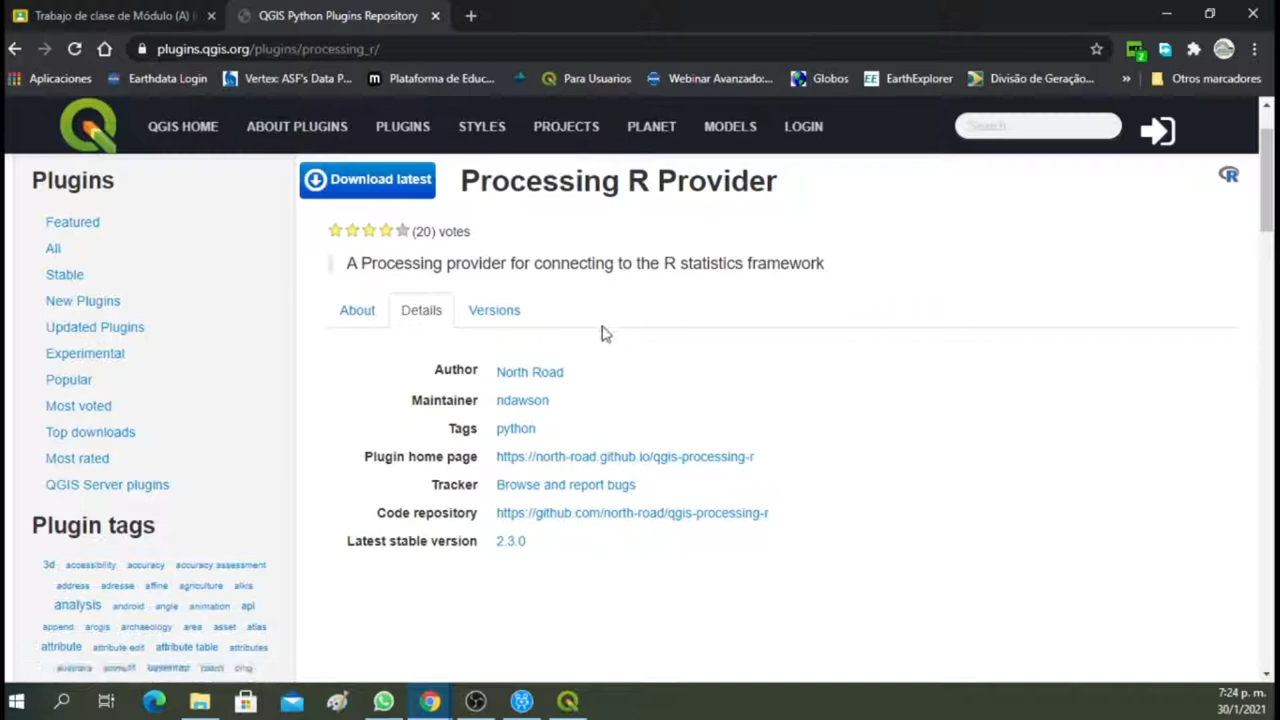 Trabajo de clase de Módulo (A)
QGIS Python Plugins Repository
plugins.qgis.org/plugins/processing_r/
Aplicaciones
Earthdata Login
Vertex: ASF's Data P...
Plataforma de Educ...
Para Usuarios
Webinar Avanzado:...
Globos
EarthExplorer
Divisão de Geração...
»
Otros marcadores
QGIS HOME
ABOUT PLUGINS
PLUGINS
STYLES
PROJECTS
PLANET
MODELS
LOGIN
Search
Plugins
Featured
All
Stable
New Plugins
Updated Plugins
Experimental
Popular
Most voted
Top downloads
Most rated
QGIS Server plugins
Plugin tags
3d accessibility accuracy accuracy assessment
address adresse affine agriculture alkis
analysis android angle animation api
append arcgis archaeology area asset atlas
attribute attribute edit attribute table attributes
Download latest
Processing R Provider
(20) votes
A Processing provider for connecting to the R statistics framework
About Details Versions
Author North Road
Maintainer ndawson
Tags python
Plugin home page https://north-road.github.io/qgis-processing-r
Tracker Browse and report bugs
Code repository https://github.com/north-road/qgis-processing-r
Latest stable version 2.3.0
7:24 p. m.
30/1/2021